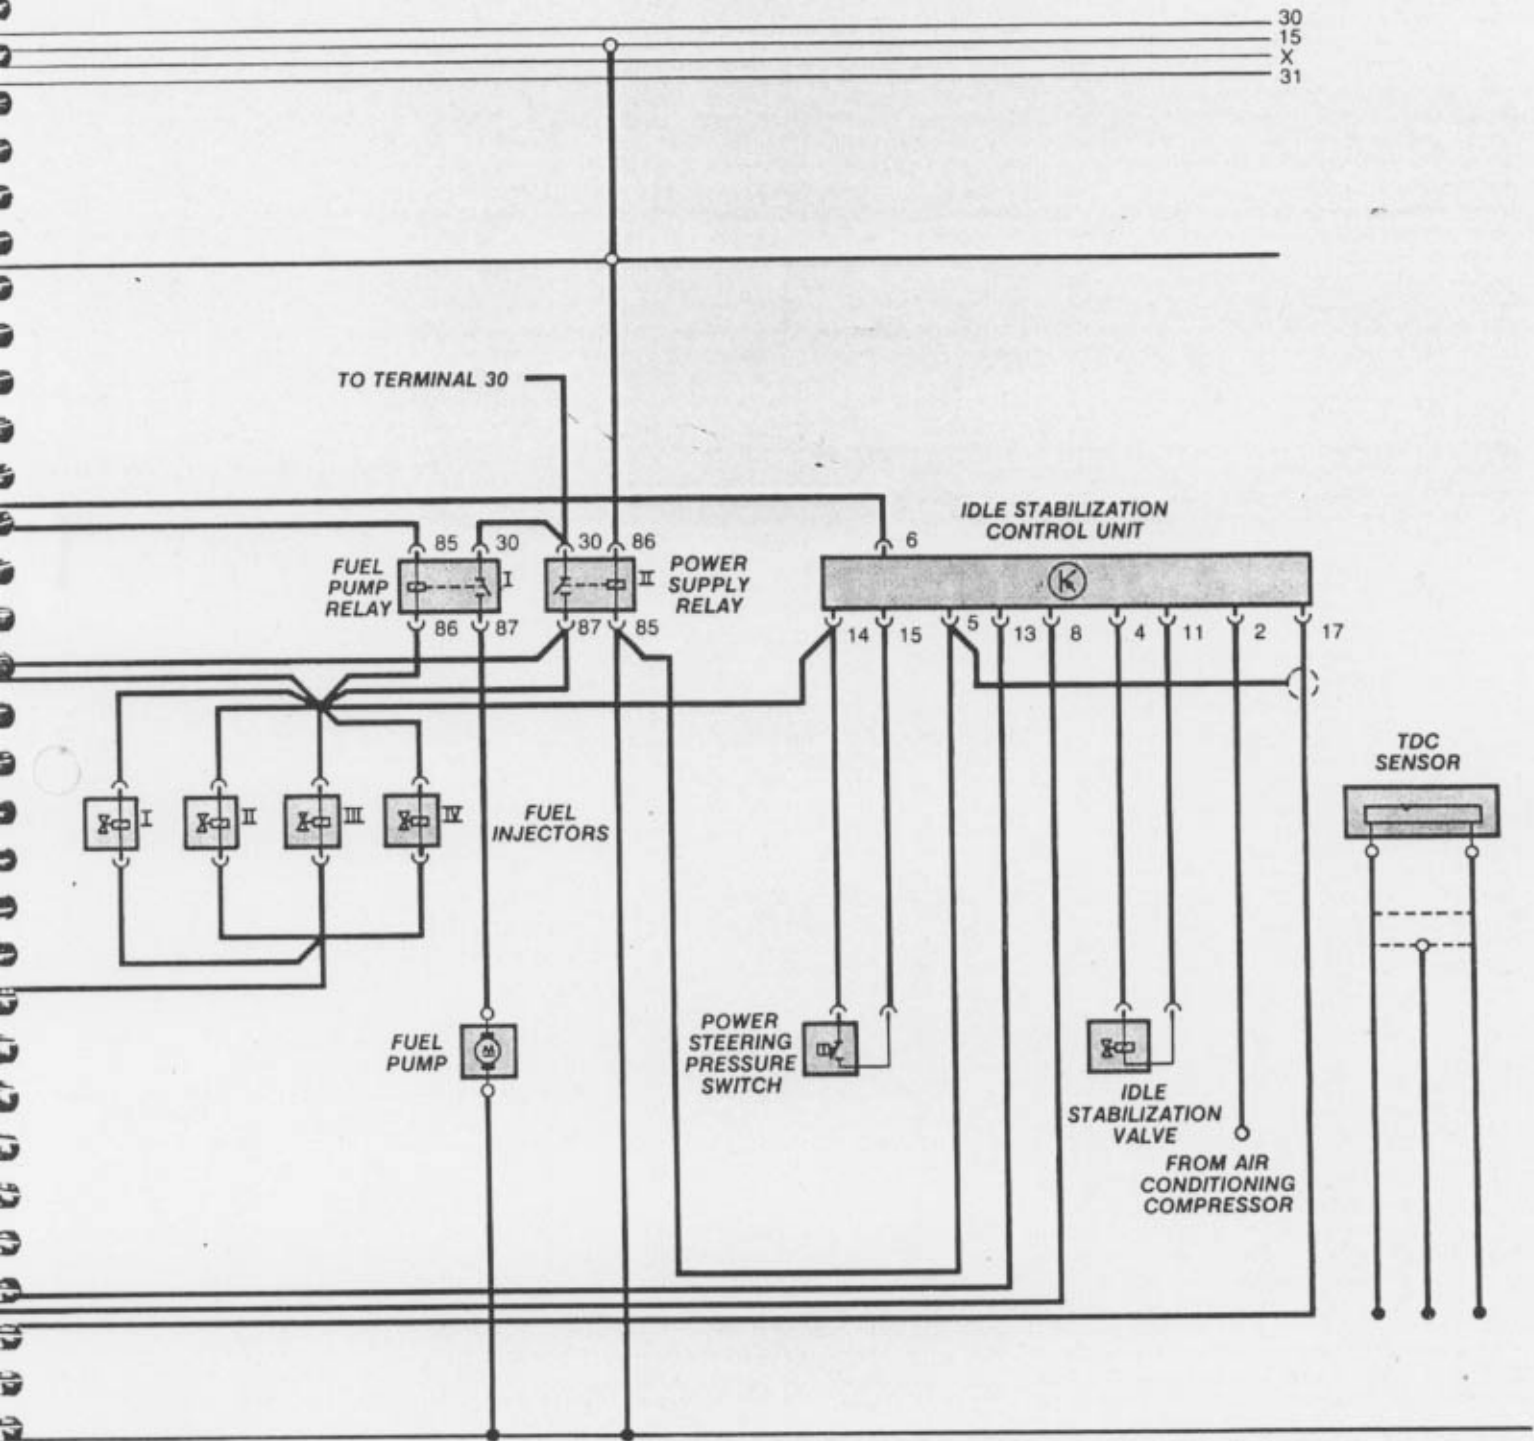 30
15
X
31
TO TERMINAL 30
IDLE STABILIZATION
CONTROL UNIT
6
85 30 30 86
FUEL
PUMP
RELAY
I
II
POWER
SUPPLY
RELAY
K
86 87 87 85
14 15 5 13 8 4 11 2 17
TDC
SENSOR
I II III IV
FUEL
INJECTORS
FUEL
PUMP
POWER
STEERING
PRESSURE
SWITCH
IDLE
STABILIZATION
VALVE
FROM AIR
CONDITIONING
COMPRESSOR